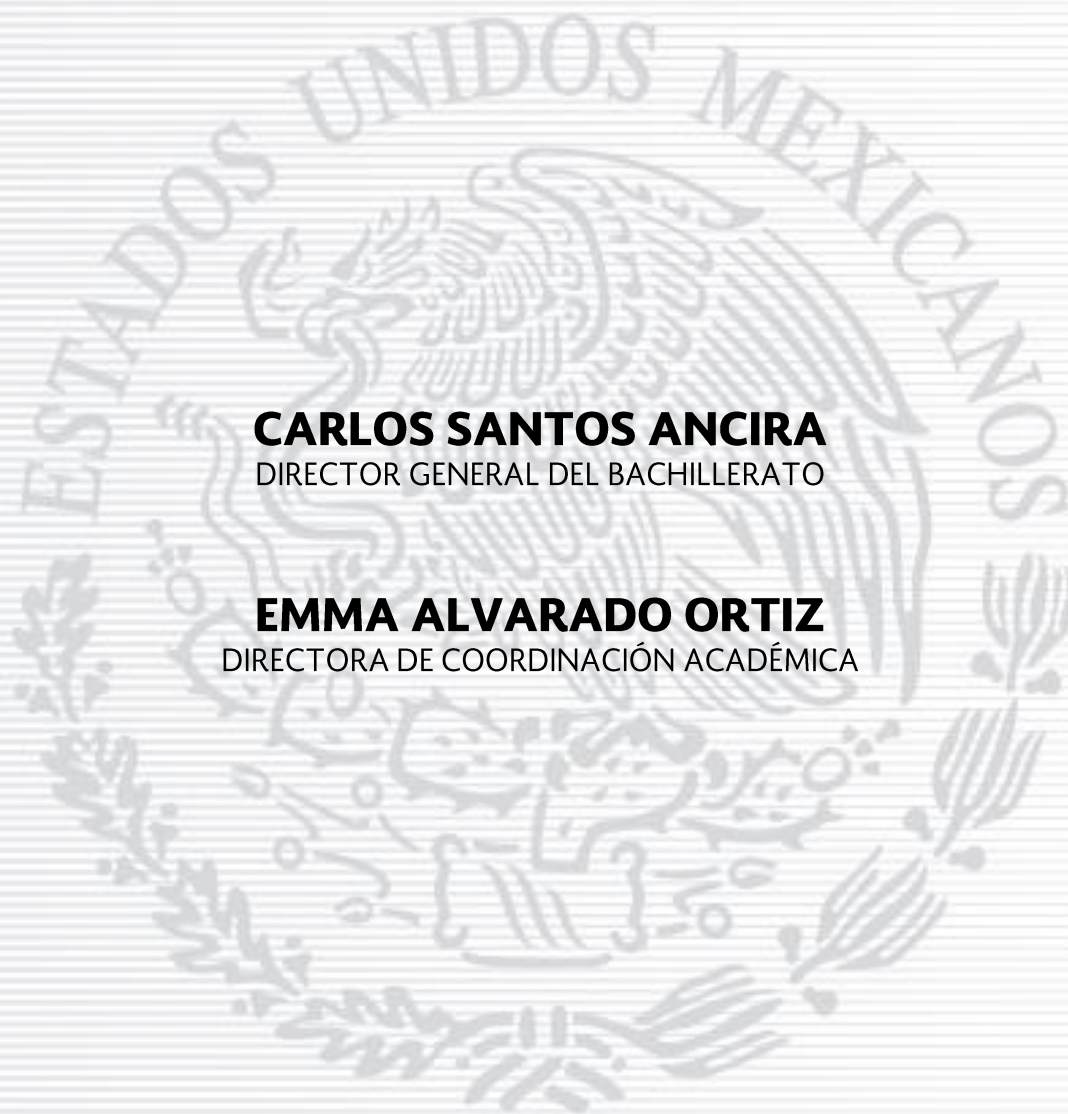 ESTADOS UNIDOS MEXICANOS
CARLOS SANTOS ANCIRA
DIRECTOR GENERAL DEL BACHILLERATO
EMMA ALVARADO ORTIZ
DIRECTORA DE COORDINACIÓN ACADÉMICA